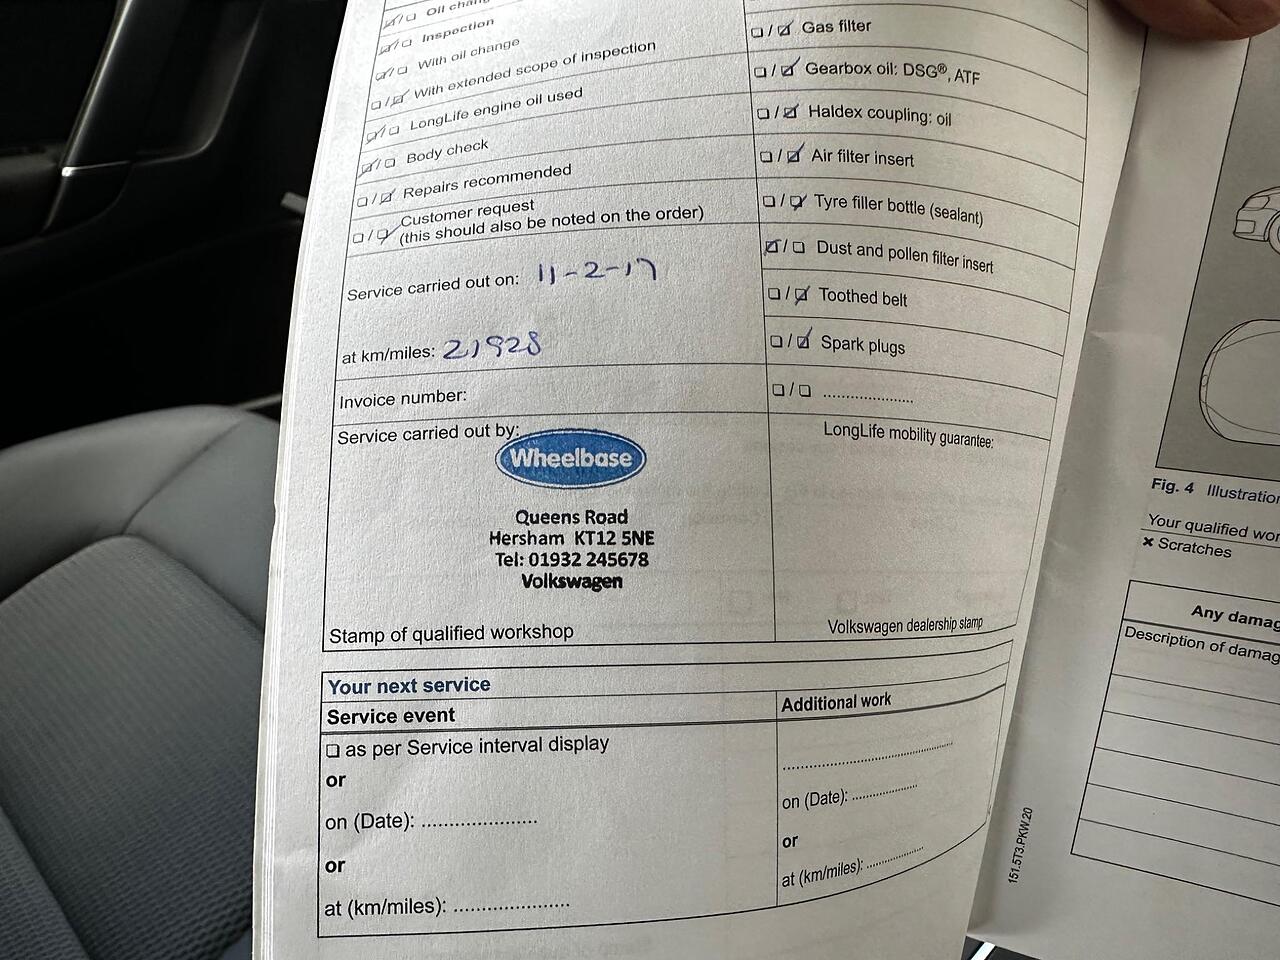 ☑/☐ Oil chang
☑/☐ Inspection
☑/☐ With oil change
☐/☑ With extended scope of inspection
☑/☐ LongLife engine oil used
☑/☐ Body check
☐/☑ Repairs recommended
☐/☑ Customer request
(this should also be noted on the order)
Service carried out on: 11-2-17
at km/miles: 21928
Invoice number:
Service carried out by:
Wheelbase
Queens Road
Hersham KT12 5NE
Tel: 01932 245678
Volkswagen
Stamp of qualified workshop
☐/☑ Gas filter
☐/☑ Gearbox oil: DSG®, ATF
☐/☑ Haldex coupling: oil
☐/☑ Air filter insert
☐/☑ Tyre filler bottle (sealant)
☑/☐ Dust and pollen filter insert
☐/☑ Toothed belt
☐/☑ Spark plugs
☐/☐ ......................
LongLife mobility guarantee:
Volkswagen dealership stamp
Your next service
Service event
☐ as per Service interval display
or
on (Date): ......................
or
at (km/miles): ......................
Additional work
................................
on (Date): ................
or
at (km/miles): ..............
151.5T3.PKW.20
Fig. 4 Illustration
Your qualified wor
× Scratches
Any damag
Description of damag